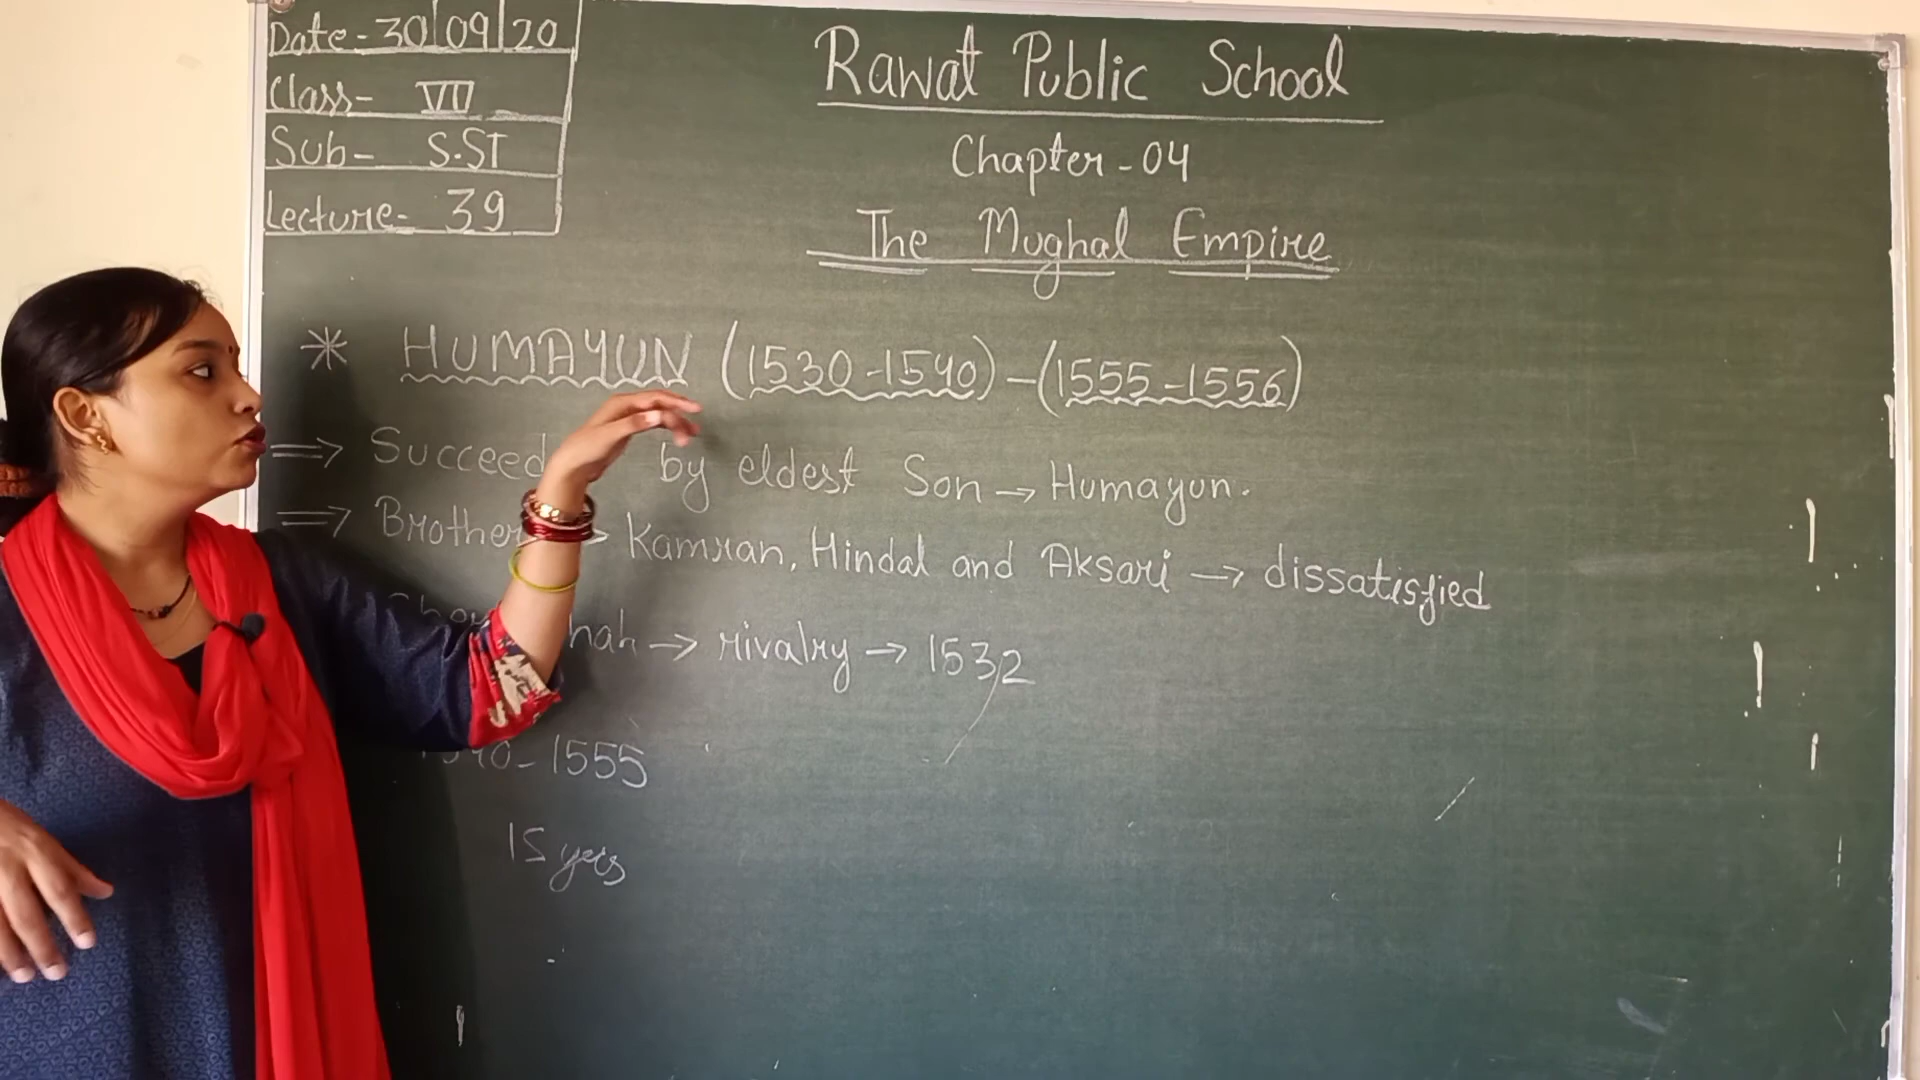 Date - 30/09/20
Class - VII
Sub - S.ST
Lecture - 39
Rawat Public School
Chapter - 04
The Mughal Empire
* HUMAYUN (1530-1540) - (1555-1556)
⇒ Succeed by eldest Son → Humayun.
⇒ Brother → Kamran, Hindal and Aksari → dissatisfied
hah → rivalry → 1532
1540-1555
15 yers